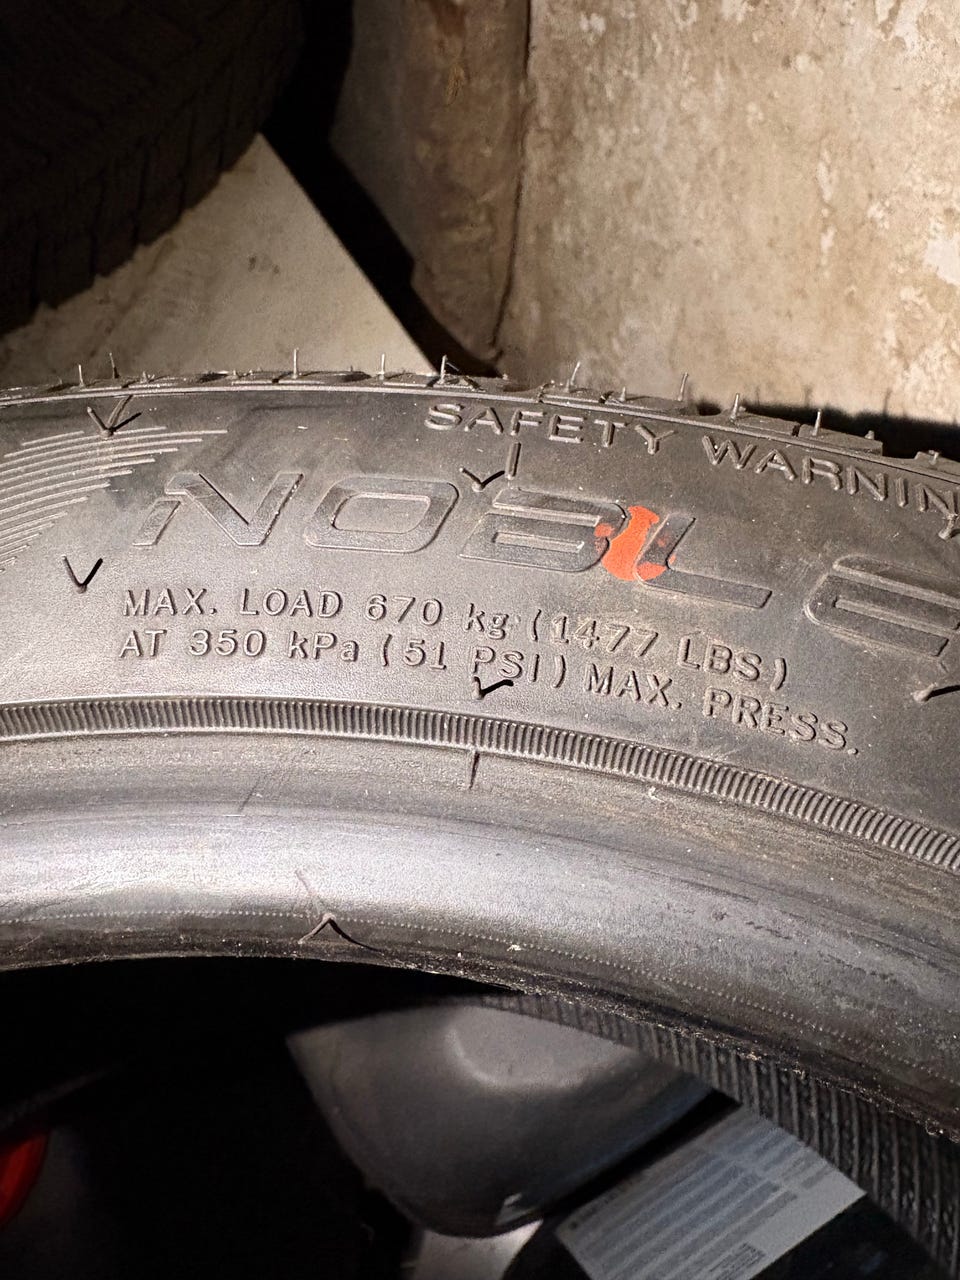 SAFETY WARNIN
NOBLE
MAX. LOAD 670 kg (1477 LBS)
AT 350 kPa (51 PSI) MAX. PRESS.